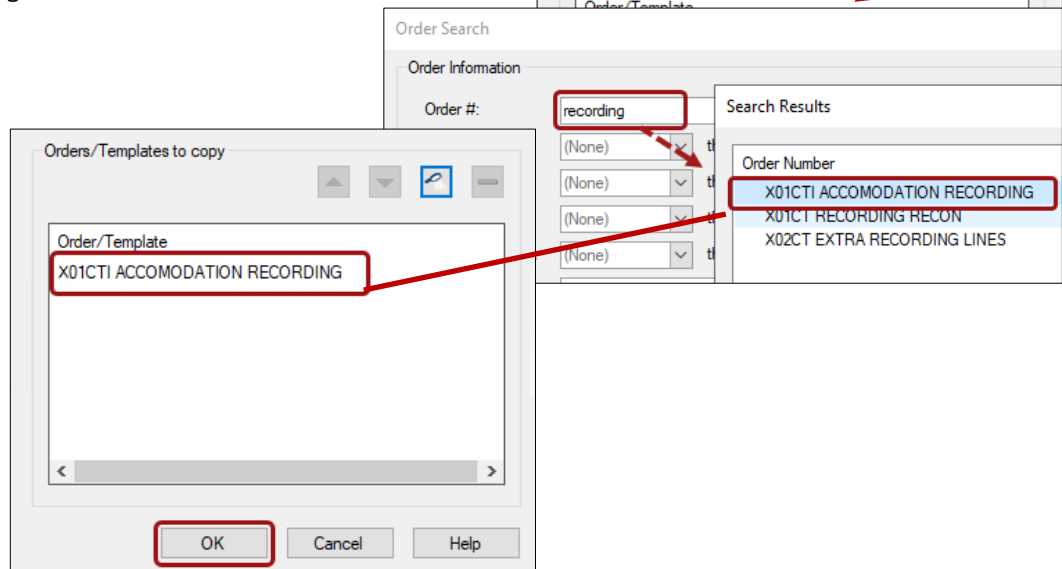 Order/Template
Order Search
Order Information
Order #:
recording
(None)
(None)
(None)
(None)
Search Results
Order Number
X01CTI ACCOMODATION RECORDING
X01CT RECORDING RECON
X02CT EXTRA RECORDING LINES
Orders/Templates to copy
Order/Template
X01CTI ACCOMODATION RECORDING
OK
Cancel
Help